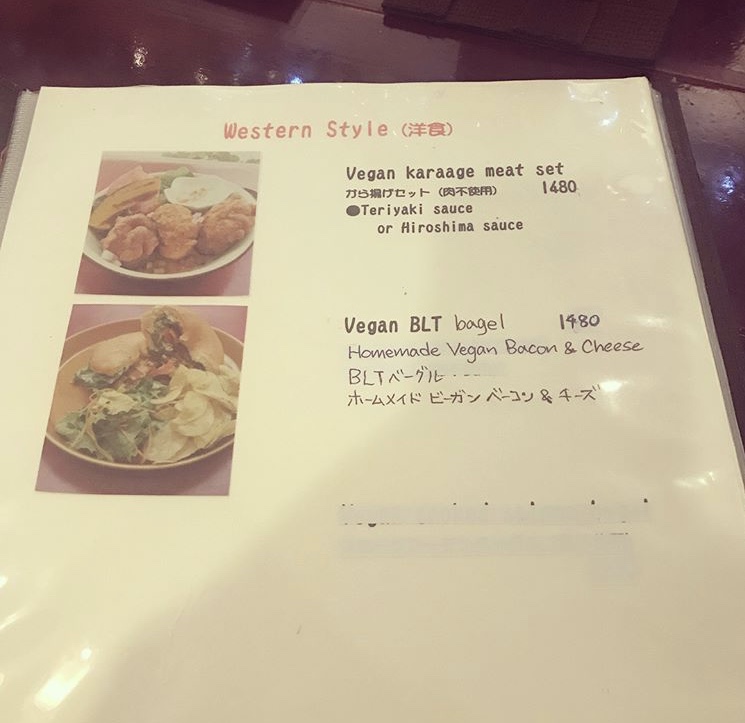 Western Style (洋食)
Vegan karaage meat set
から揚げセット (肉不使用) 1480
●Teriyaki sauce
or Hiroshima sauce
Vegan BLT bagel 1480
Homemade Vegan Bacon & Cheese
BLTベーグル
ホームメイド ビーガン ベーコン & チーズ